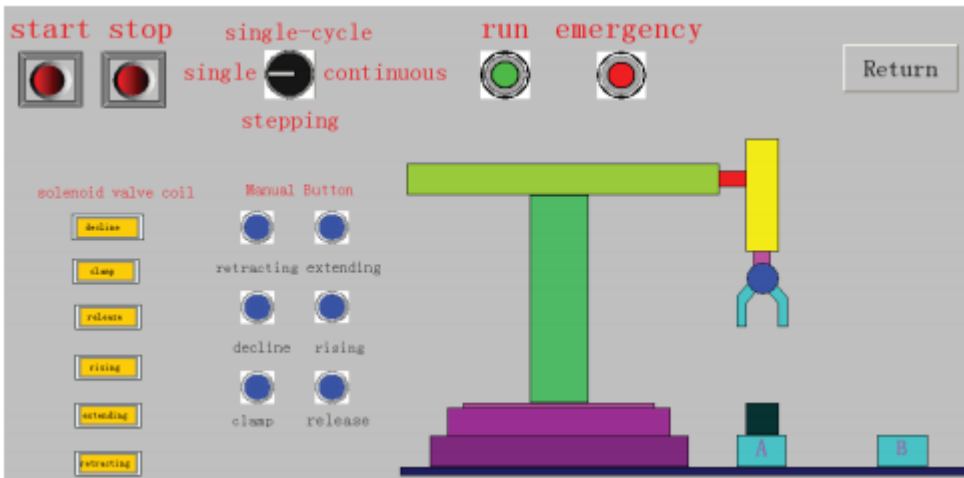 start stop
single-cycle
run emergency
single continuous
Return
stepping
solenoid valve coil
Manual Button
decline
clamp
release
rising
extending
retracting
retracting extending
decline rising
clamp release
A B